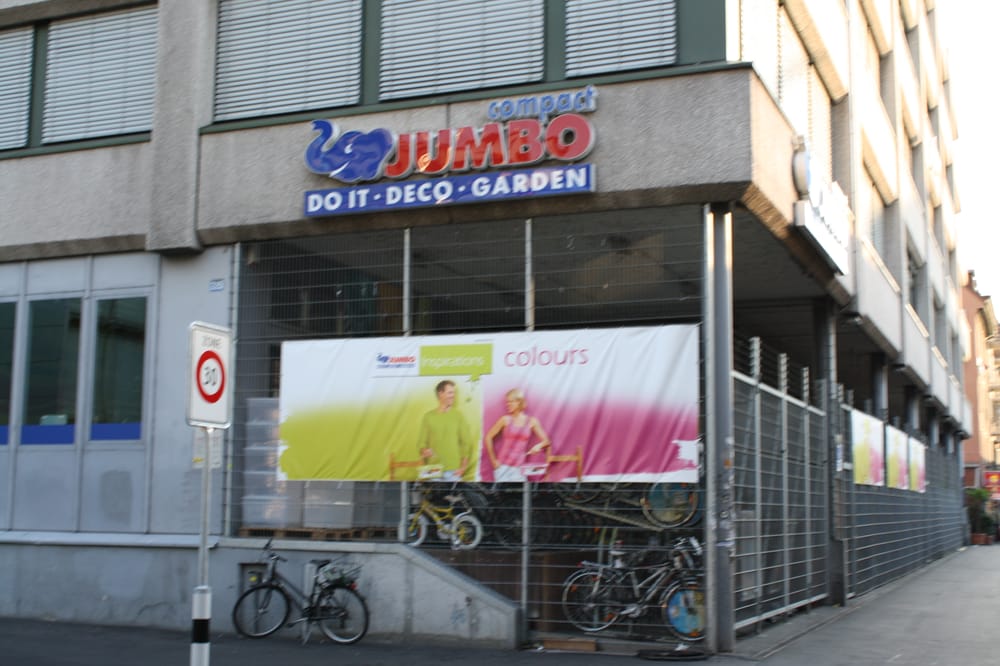 compact
JUMBO
DO IT · DECO · GARDEN
JUMBO
inspirations
colours
ZONE
30